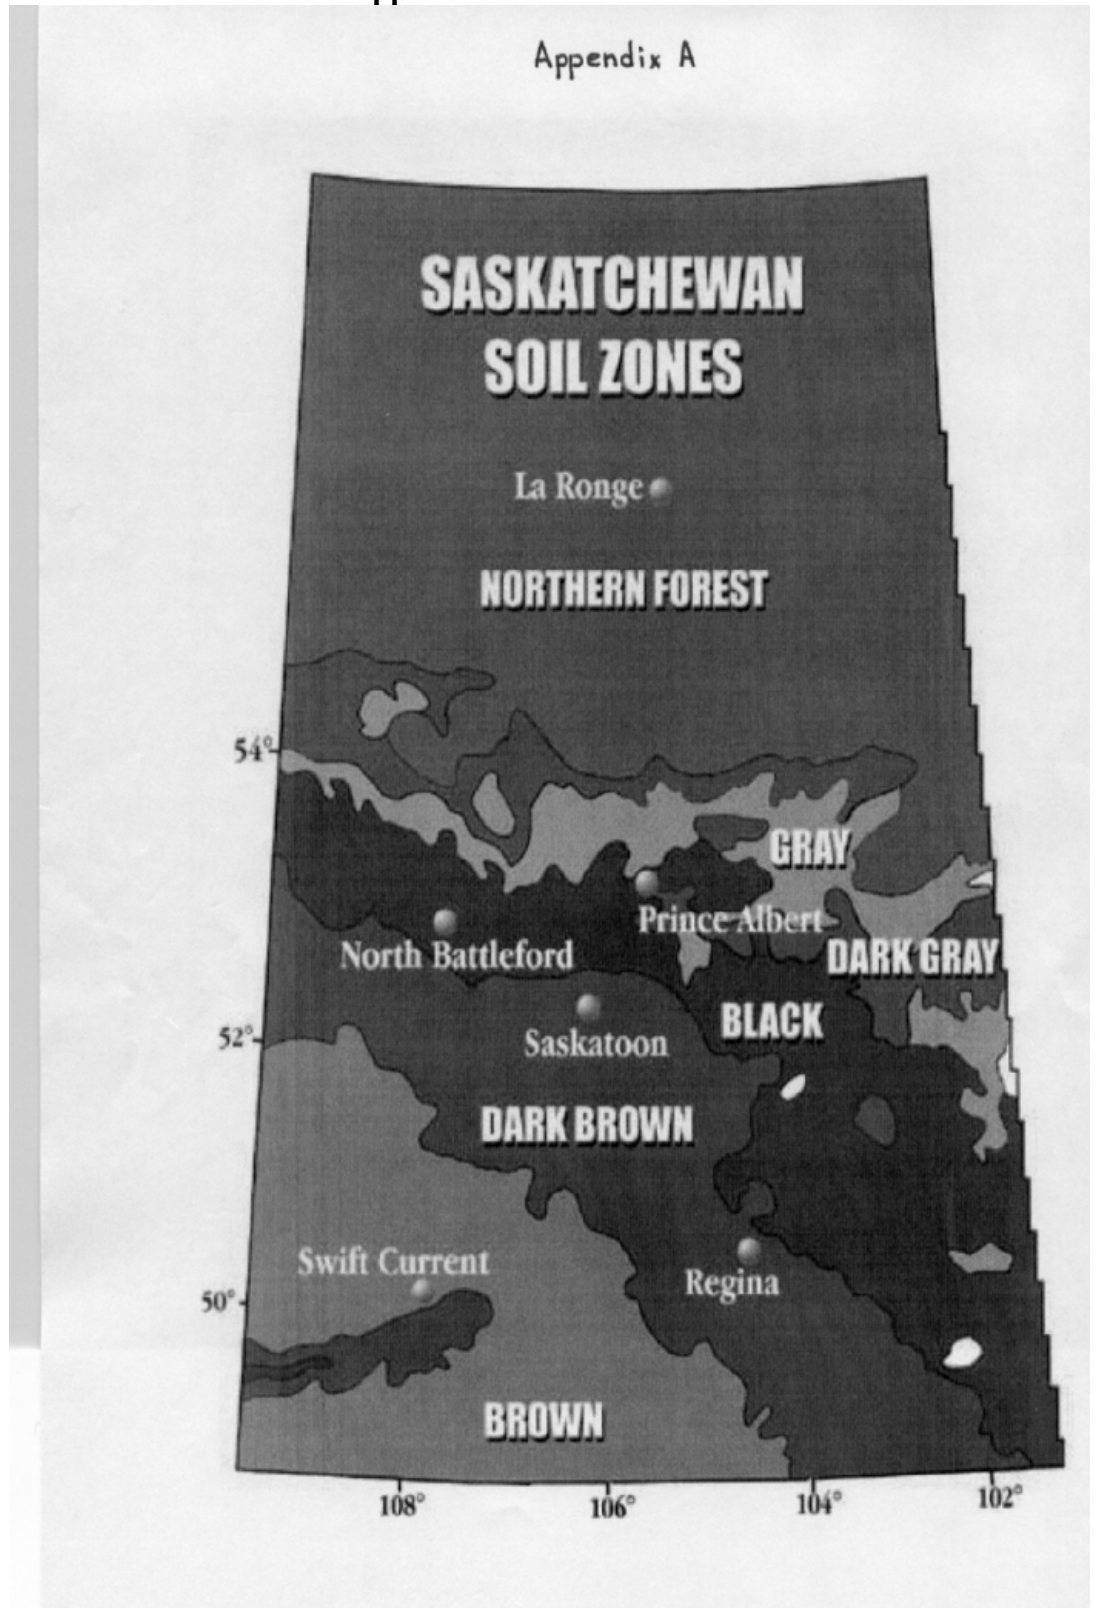 Appendix A
SASKATCHEWAN
SOIL ZONES
La Ronge
NORTHERN FOREST
54°
GRAY
Prince Albert
North Battleford
DARK GRAY
BLACK
52°
Saskatoon
DARK BROWN
Swift Current
Regina
50°
BROWN
108°
106°
104°
102°